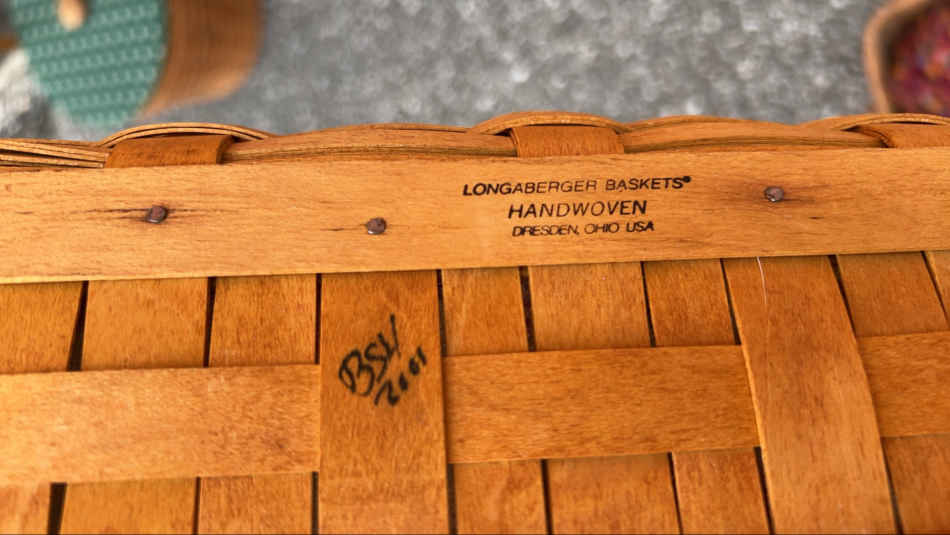 LONGABERGER BASKETS®
HANDWOVEN
DRESDEN, OHIO USA
BSH
2001